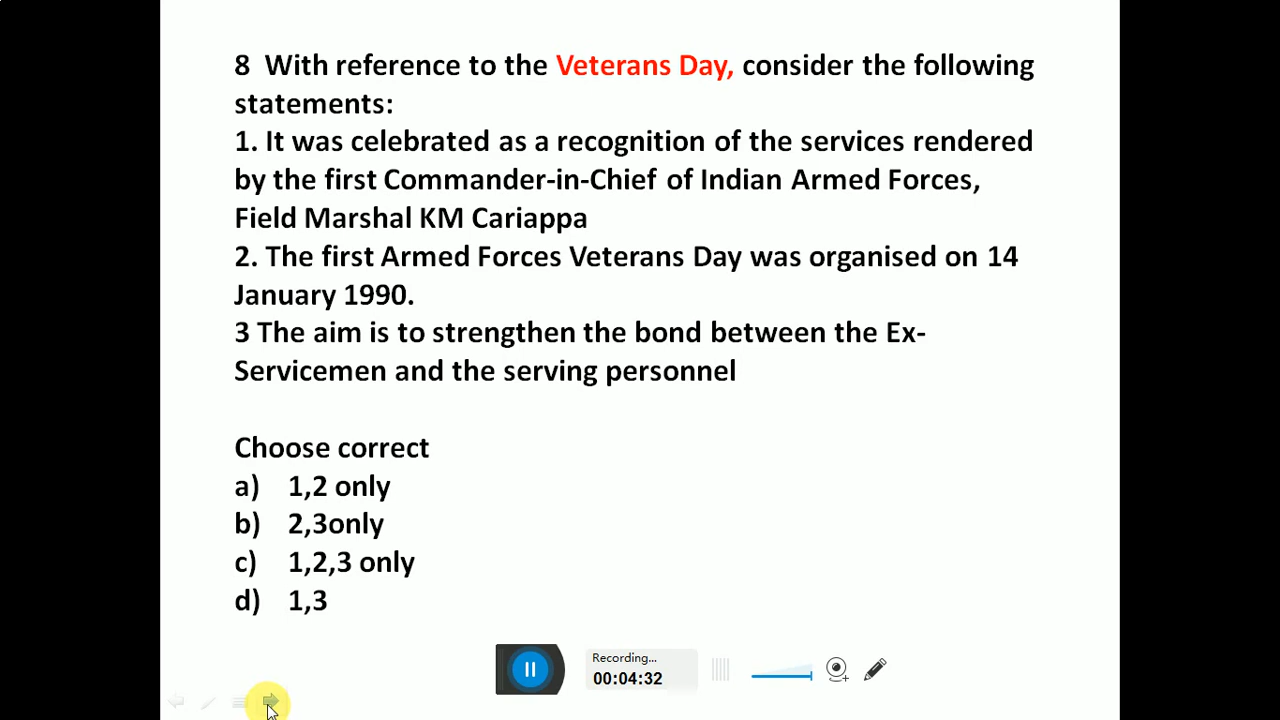 8  With reference to the Veterans Day, consider the following
statements:
1. It was celebrated as a recognition of the services rendered
by the first Commander-in-Chief of Indian Armed Forces,
Field Marshal KM Cariappa
2. The first Armed Forces Veterans Day was organised on 14
January 1990.
3 The aim is to strengthen the bond between the Ex-
Servicemen and the serving personnel
Choose correct
a) 1,2 only
b) 2,3only
c) 1,2,3 only
d) 1,3
Recording...
00:04:32